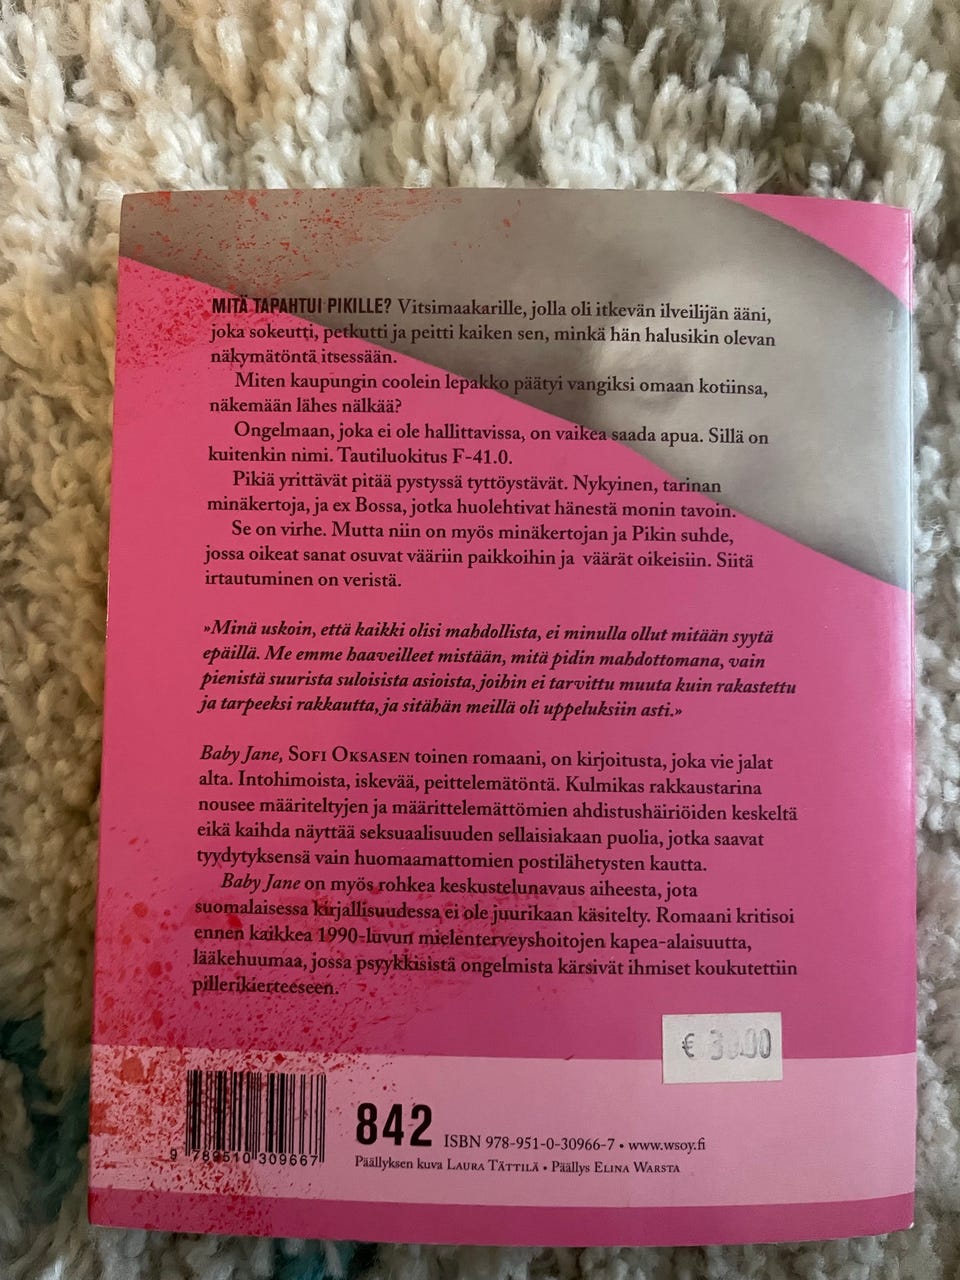 MITÄ TAPAHTUI PIKILLE? Vitsimaakarille, jolla oli itkevän ilveilijän ääni,
joka sokeutti, petkutti ja peitti kaiken sen, minkä hän halusikin olevan
näkymätöntä itsessään.
Miten kaupungin coolein lepakko päätyi vangiksi omaan kotiinsa,
näkemään lähes nälkää?
Ongelmaan, joka ei ole hallittavissa, on vaikea saada apua. Sillä on
kuitenkin nimi. Tautiluokitus F-41.0.
Pikiä yrittävät pitää pystyssä tyttöystävät. Nykyinen, tarinan
minäkertoja, ja ex Bossa, jotka huolehtivat hänestä monin tavoin.
Se on virhe. Mutta niin on myös minäkertojan ja Pikin suhde,
jossa oikeat sanat osuvat vääriin paikkoihin ja väärät oikeisiin. Siitä
irtautuminen on veristä.
»Minä uskoin, että kaikki olisi mahdollista, ei minulla ollut mitään syytä
epäillä. Me emme haaveilleet mistään, mitä pidin mahdottomana, vain
pienistä suurista suloisista asioista, joihin ei tarvittu muuta kuin rakastettu
ja tarpeeksi rakkautta, ja sitähän meillä oli uppeluksiin asti.»
Baby Jane, SOFI OKSASEN toinen romaani, on kirjoitusta, joka vie jalat
alta. Intohimoista, iskevää, peittelemätöntä. Kulmikas rakkaustarina
nousee määriteltyjen ja määrittelemättömien ahdistushäiriöiden keskeltä
eikä kaihda näyttää seksuaalisuuden sellaisiakaan puolia, jotka saavat
tyydytyksensä vain huomaamattomien postilähetysten kautta.
Baby Jane on myös rohkea keskustelunavaus aiheesta, jota
suomalaisessa kirjallisuudessa ei ole juurikaan käsitelty. Romaani kritisoi
ennen kaikkea 1990-luvun mielenterveyshoitojen kapea-alaisuutta,
lääkehuumaa, jossa psyykkisistä ongelmista kärsivät ihmiset koukutettiin
pillerikierteeseen.
€
842 ISBN 978-951-0-30966-7 • www.wsoy.fi
9 789510 309667
Päällyksen kuva LAURA TÄTTILÄ • Päällys ELINA WARSTA